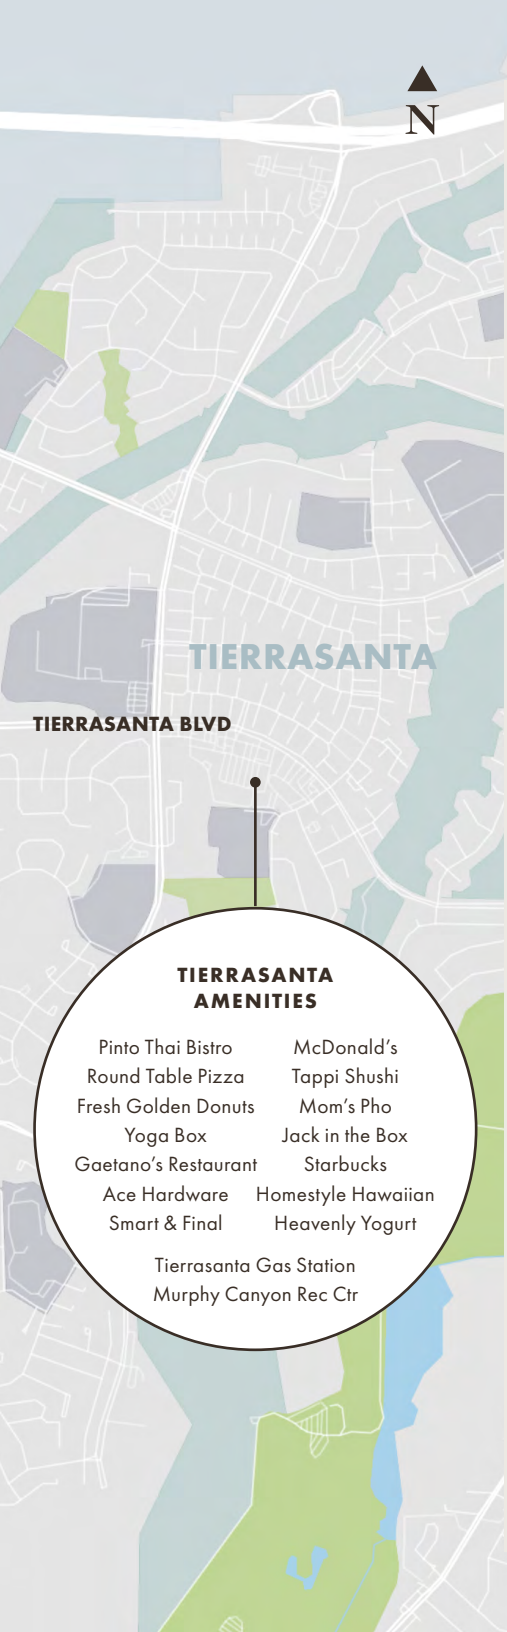 N
TIERRASANTA
TIERRASANTA BLVD
TIERRASANTA
AMENITIES
Pinto Thai Bistro
Round Table Pizza
Fresh Golden Donuts
Yoga Box
Gaetano's Restaurant
Ace Hardware
Smart & Final
McDonald's
Tappi Shushi
Mom's Pho
Jack in the Box
Starbucks
Homestyle Hawaiian
Heavenly Yogurt
Tierrasanta Gas Station
Murphy Canyon Rec Ctr